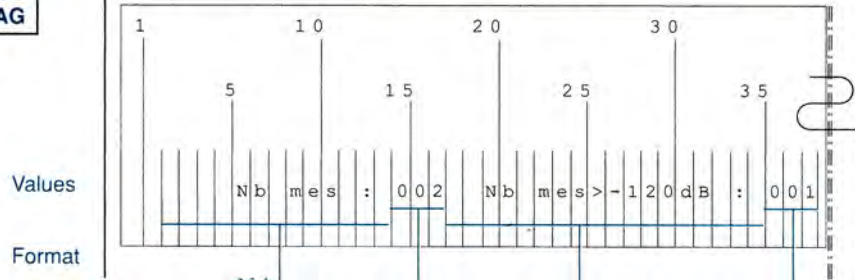 AG
1 10 20 30
5 15 25 35
Values Nb mes : 002 Nb mes>-120dB : 001
Format